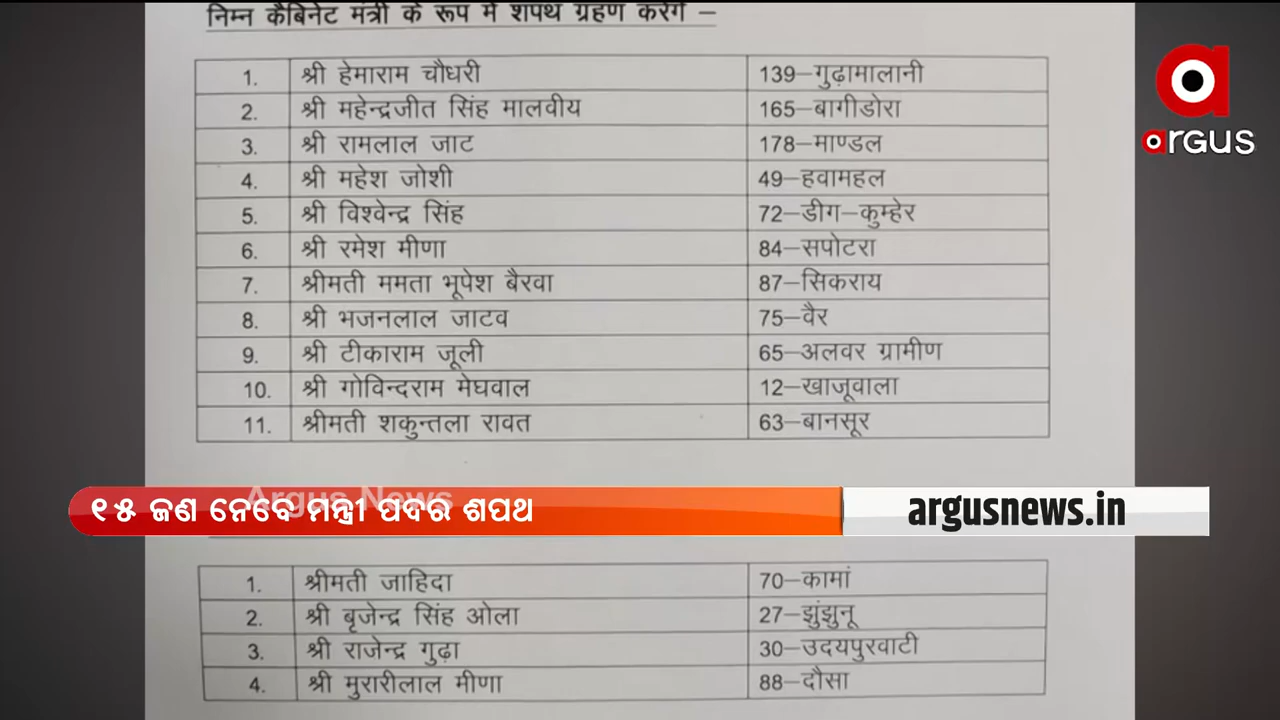 निम्न कैबिनेट मंत्री के रूप में शपथ ग्रहण करेंगे –
1. श्री हेमाराम चौधरी 139–गुढ़ामालानी
2. श्री महेन्द्रजीत सिंह मालवीय 165–बागीडोरा
3. श्री रामलाल जाट 178–माण्डल
4. श्री महेश जोशी 49–हवामहल
5. श्री विश्वेन्द्र सिंह 72–डीग–कुम्हेर
6. श्री रमेश मीणा 84–सपोटरा
7. श्रीमती ममता भूपेश बैरवा 87–सिकराय
8. श्री भजनलाल जाटव 75–वैर
9. श्री टीकाराम जूली 65–अलवर ग्रामीण
10. श्री गोविन्दराम मेघवाल 12–खाजूवाला
11. श्रीमती शकुन्तला रावत 63–बानसूर
argus
Argus News
୧୫ ଜଣ ନେବେ ମନ୍ତ୍ରୀ ପଦର ଶପଥ
argusnews.in
1. श्रीमती जाहिदा 70–कामां
2. श्री बृजेन्द्र सिंह ओला 27–झुंझुनू
3. श्री राजेन्द्र गुढ़ा 30–उदयपुरवाटी
4. श्री मुरारीलाल मीणा 88–दौसा